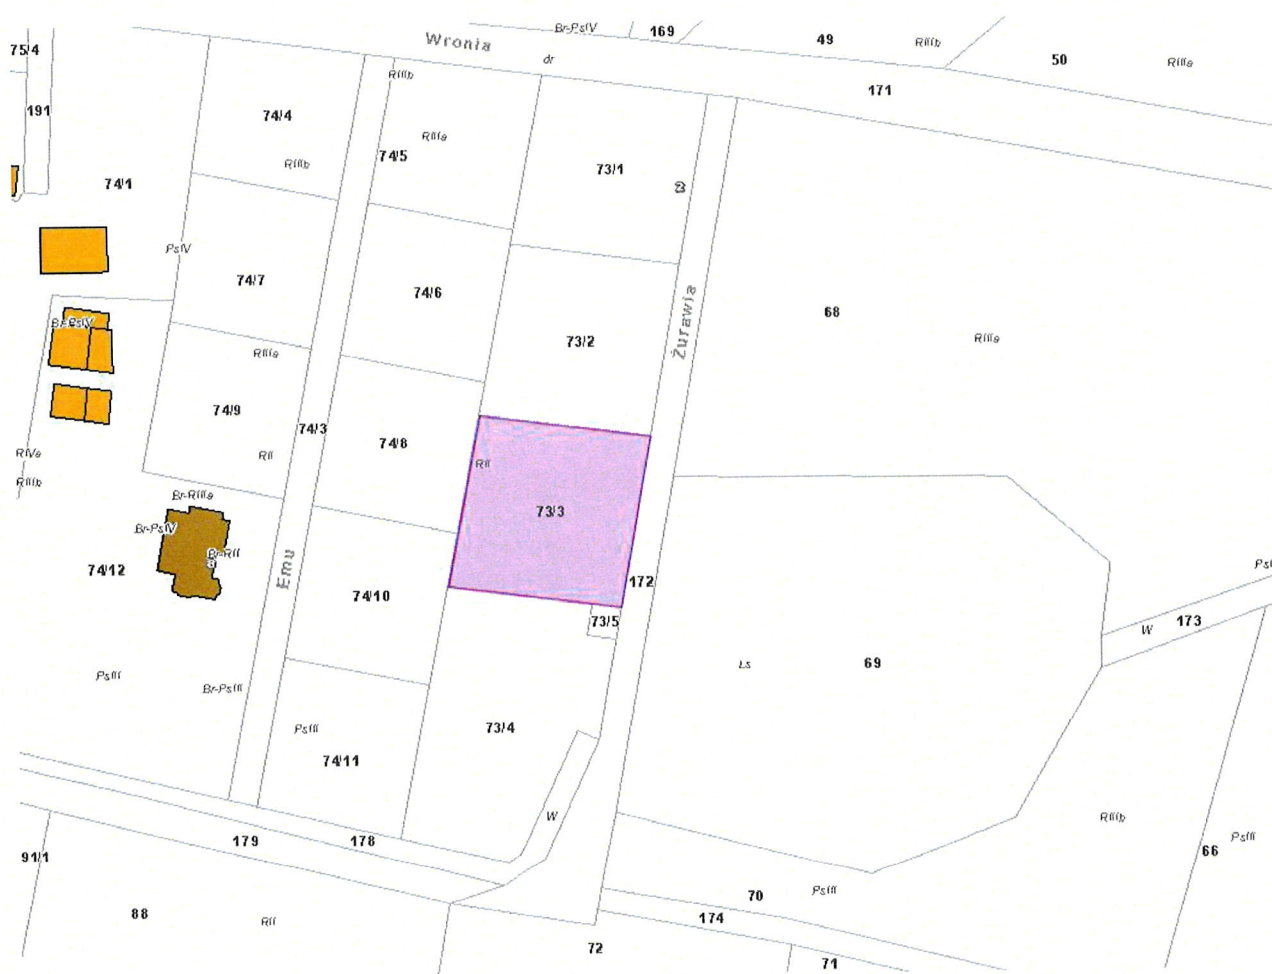 Br-PsIV
169
49
RIIIb
50
RIIIa
75/4
Wronia
dr
171
191
74/4
RIIIb
RIIIb
RIIIa
74/5
73/1
74/1
PsIV
74/7
74/6
Żurawia
68
RIIIa
73/2
Br-PsIV
RIIIa
74/9
RII
74/3
74/8
RIVa
RIIIb
RII
73/3
Br-RIIIa
Br-PsIV
Br-RII
74/12
Emu
74/10
172
73/5
W
173
PsIII
Br-PsIII
Ls
69
PsIII
74/11
73/4
W
RIIIb
66
PsIII
179
178
91/1
88
RII
70
PsIII
174
72
71